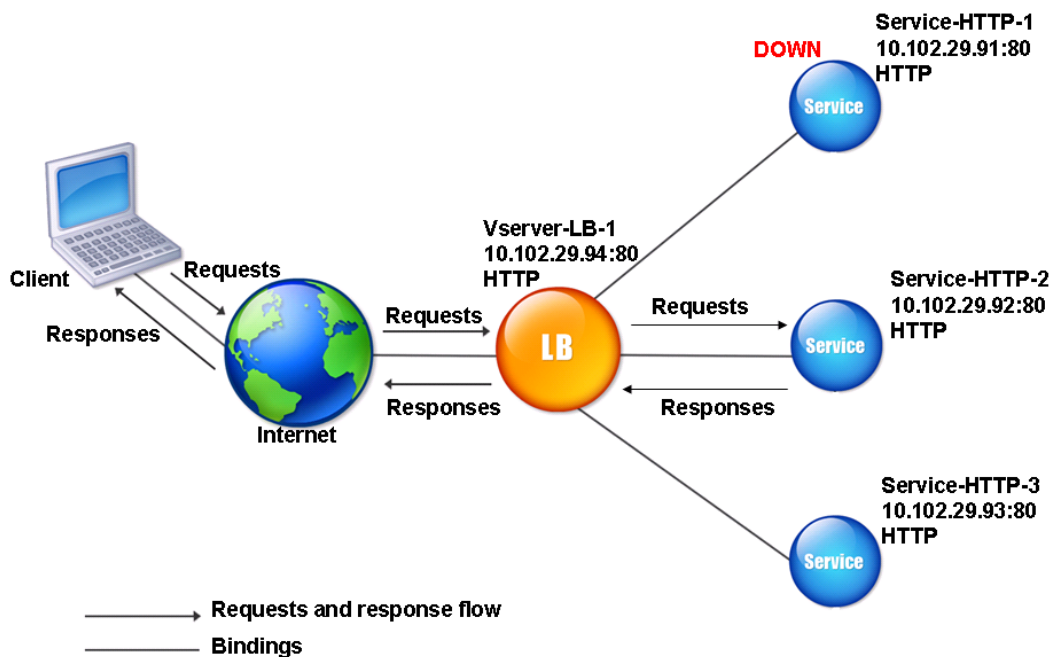 Service-HTTP-1
10.102.29.91:80
HTTP
DOWN
Service
Vserver-LB-1
10.102.29.94:80
HTTP
Client
Requests
Responses
Internet
Requests
Responses
LB
Requests
Responses
Service-HTTP-2
10.102.29.92:80
HTTP
Service
Service-HTTP-3
10.102.29.93:80
HTTP
Service
Requests and response flow
Bindings